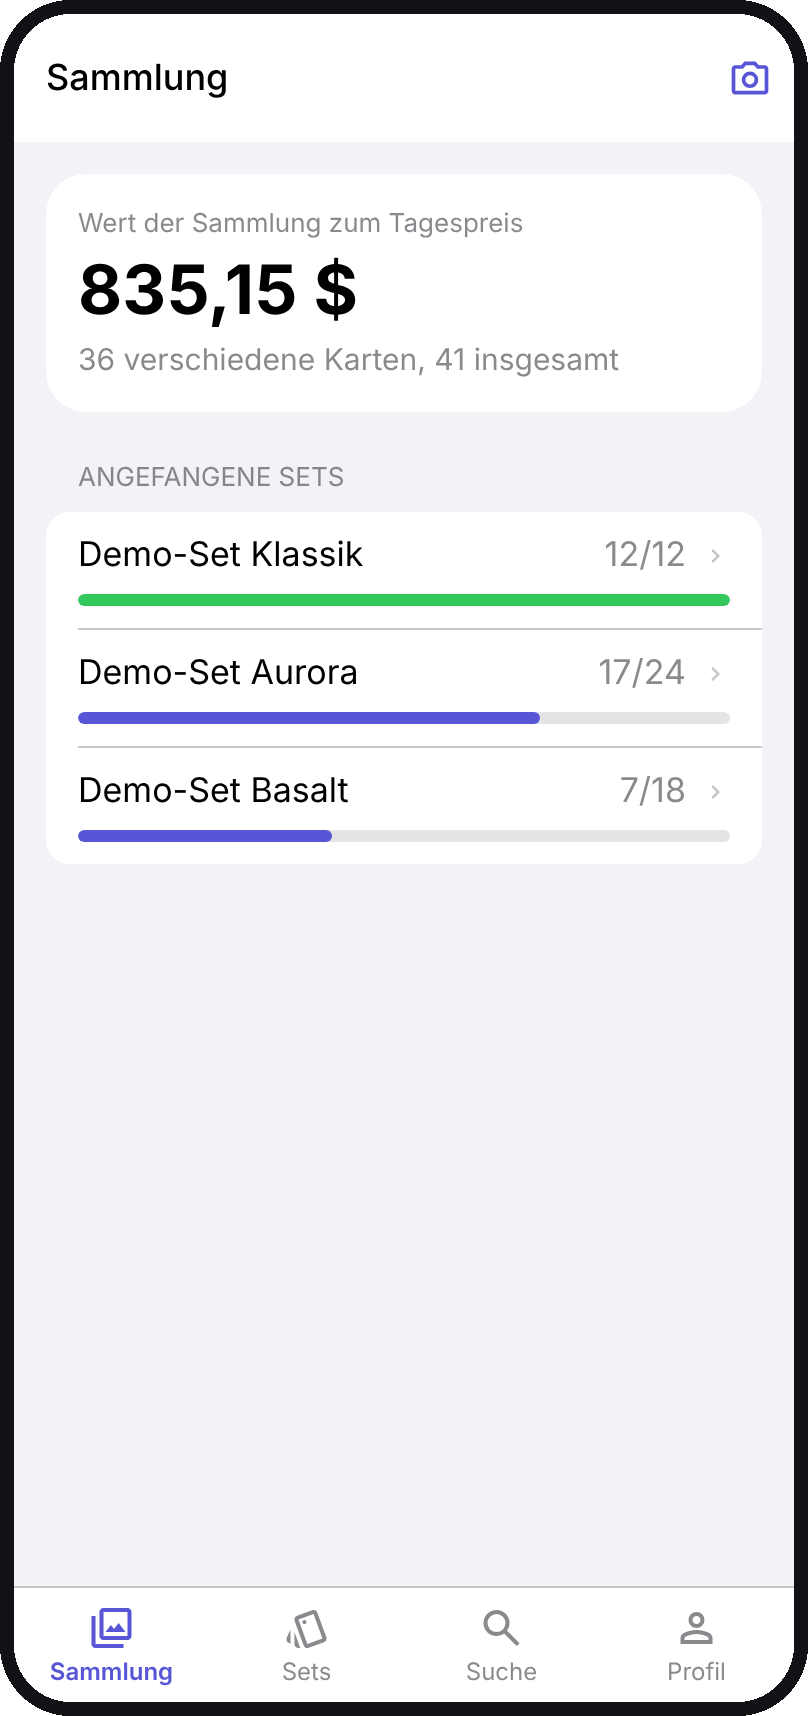 Sammlung
Wert der Sammlung zum Tagespreis
835,15 $
36 verschiedene Karten, 41 insgesamt
ANGEFANGENE SETS
Demo-Set Klassik 12/12
Demo-Set Aurora 17/24
Demo-Set Basalt 7/18
Sammlung Sets Suche Profil